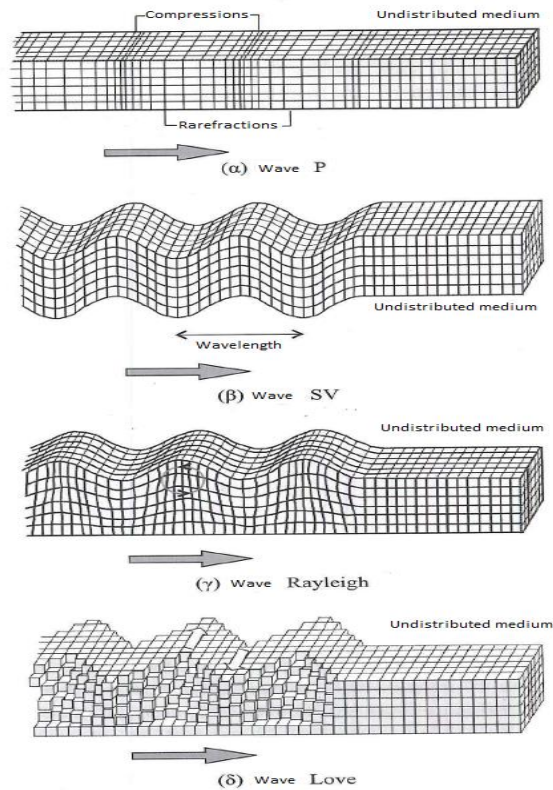 Compressions
Undistributed medium
Rarefractions
(α) Wave P
Undistributed medium
Wavelength
(β) Wave SV
Undistributed medium
(γ) Wave Rayleigh
Undistributed medium
(δ) Wave Love